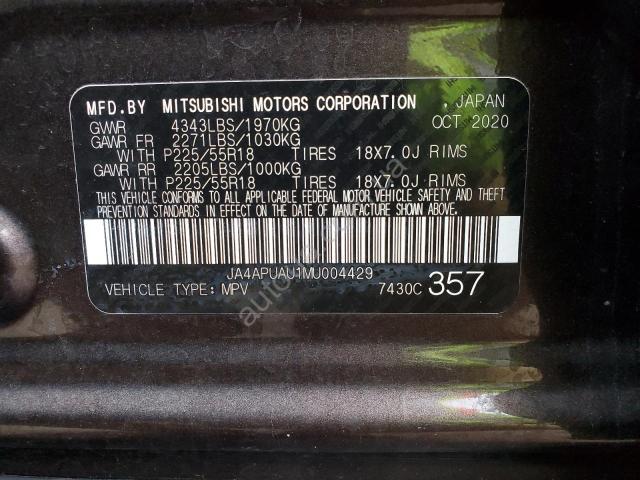 MFD.BY MITSUBISHI MOTORS CORPORATION , JAPAN
GVWR 4343LBS/1970KG OCT 2020
GAWR FR 2271LBS/1030KG
WITH P225/55R18 TIRES 18X7.0J RIMS
GAWR RR 2205LBS/1000KG
WITH P225/55R18 TIRES 18X7.0J RIMS
THIS VEHICLE CONFORMS TO ALL APPLICABLE FEDERAL MOTOR VEHICLE SAFETY AND THEFT
PREVENTION STANDARDS IN EFFECT ON THE DATE OF MANUFACTURE SHOWN ABOVE.
JA4APUAU1MU004429
VEHICLE TYPE: MPV 7430C 357